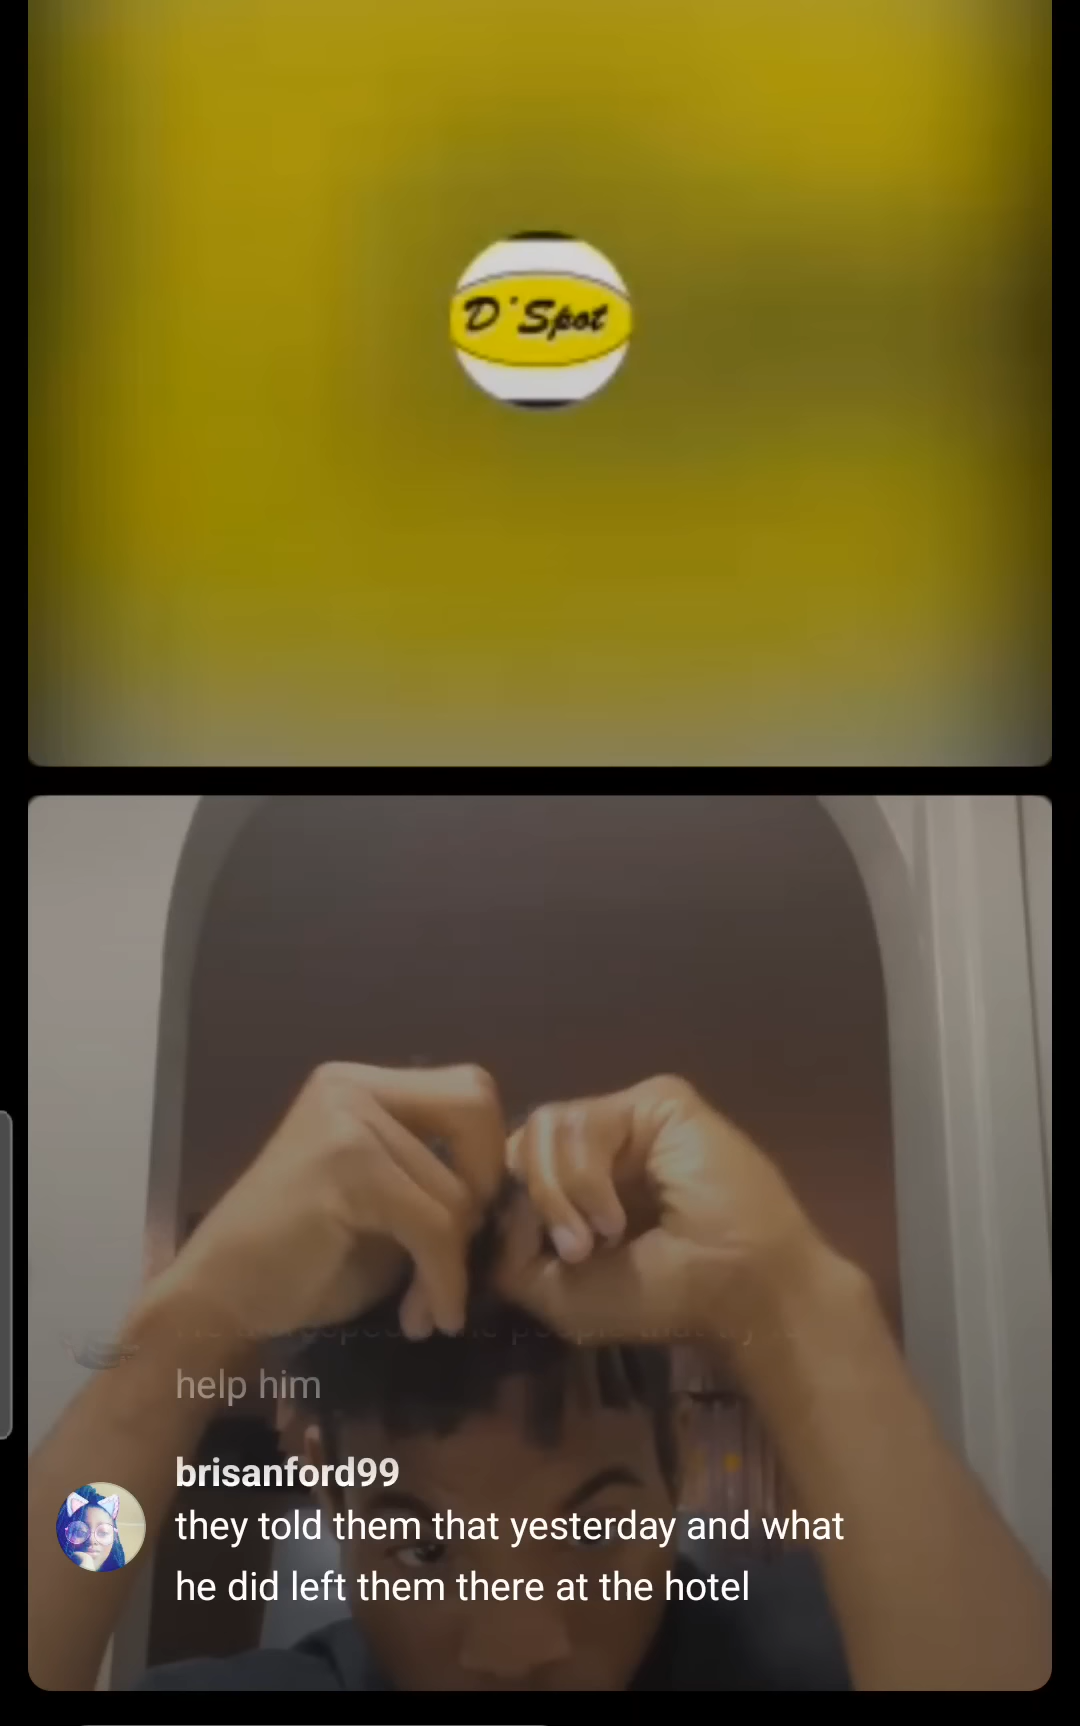 D'Spot
help him
brisanford99
they told them that yesterday and what
he did left them there at the hotel